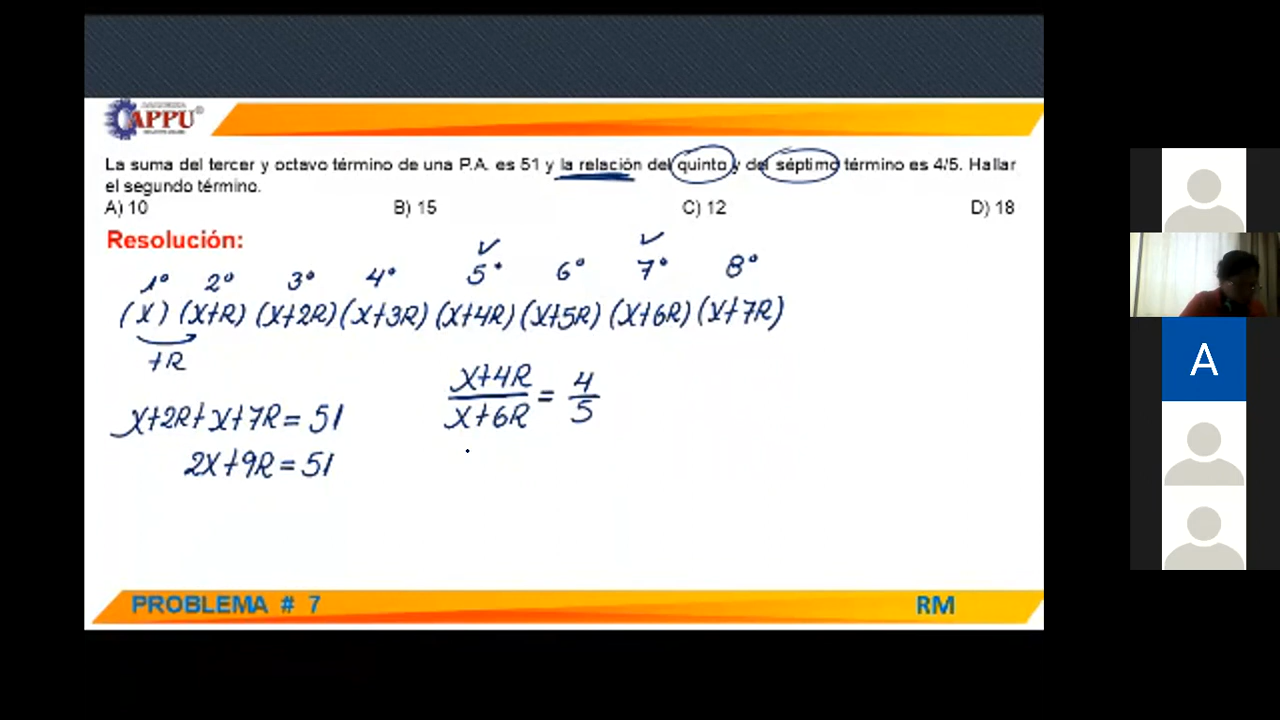 APPU®
La suma del tercer y octavo término de una P.A. es 51 y la relación del quinto y del séptimo término es 4/5. Hallar
el segundo término.
A) 10 B) 15 C) 12 D) 18
Resolución:
1° 2° 3° 4° 5° 6° 7° 8°
(x) (x+R) (x+2R) (x+3R) (x+4R) (x+5R) (x+6R) (x+7R)
+R
x+2R+x+7R = 51
2x+9R = 51
x+4R / x+6R = 4/5
A
PROBLEMA # 7 RM